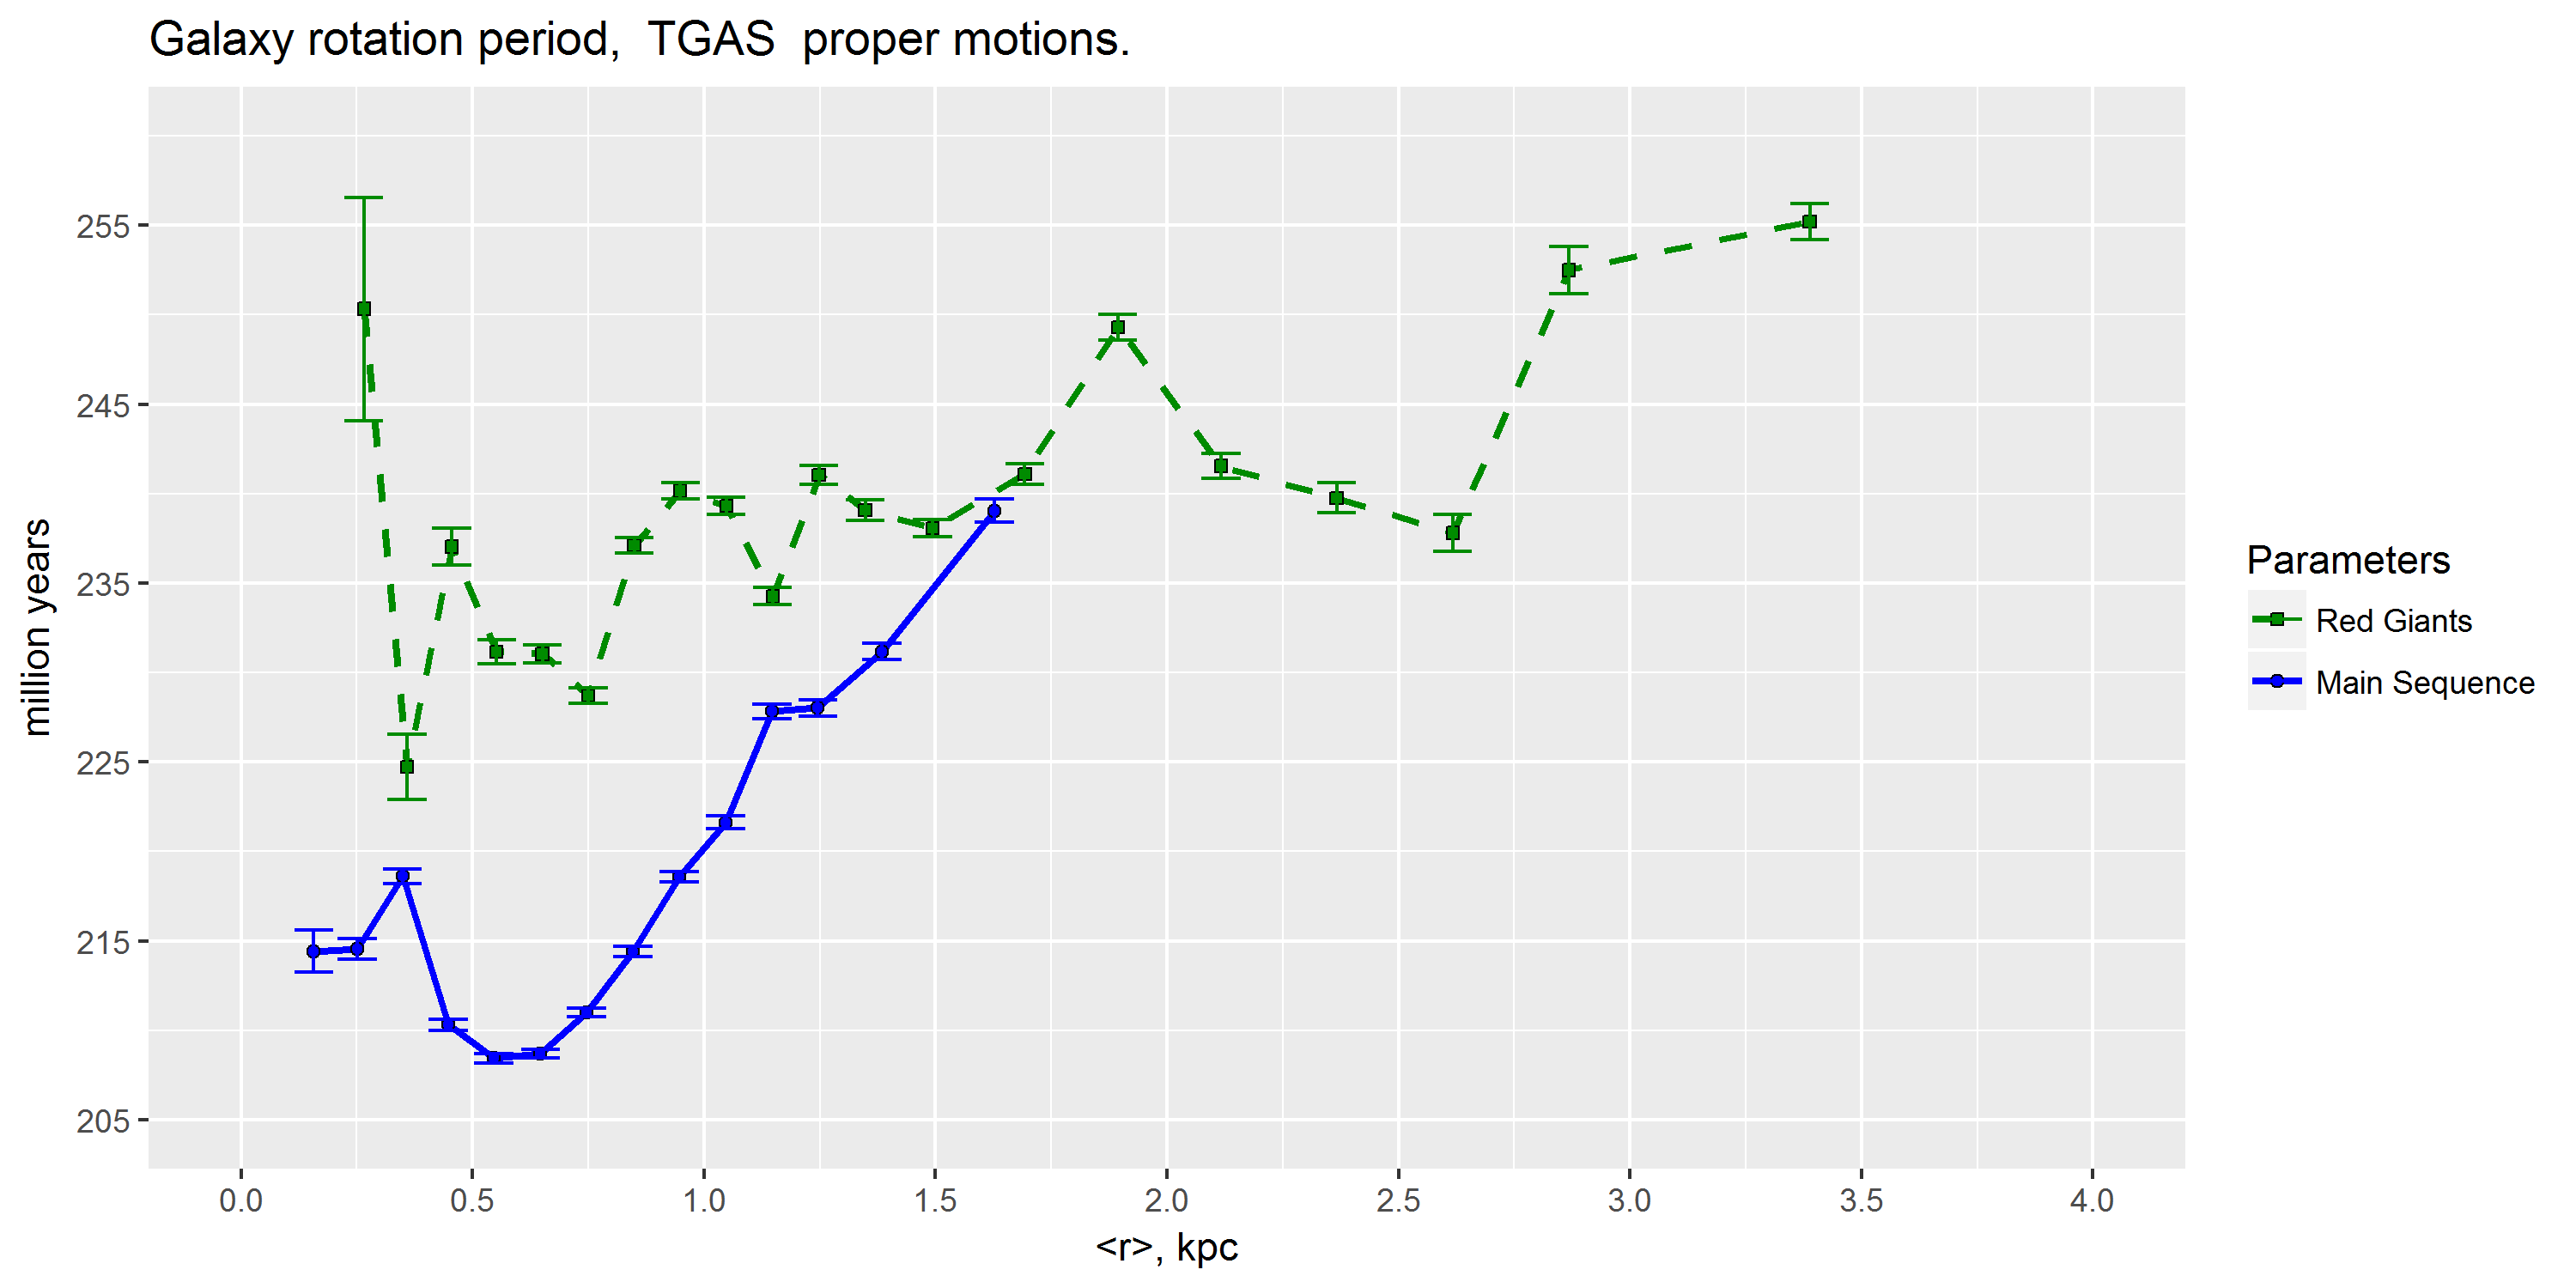 Galaxy rotation period,  TGAS  proper motions.
million years
255
245
235
225
215
205
0.0 0.5 1.0 1.5 2.0 2.5 3.0 3.5 4.0
<r>, kpc
Parameters
Red Giants
Main Sequence